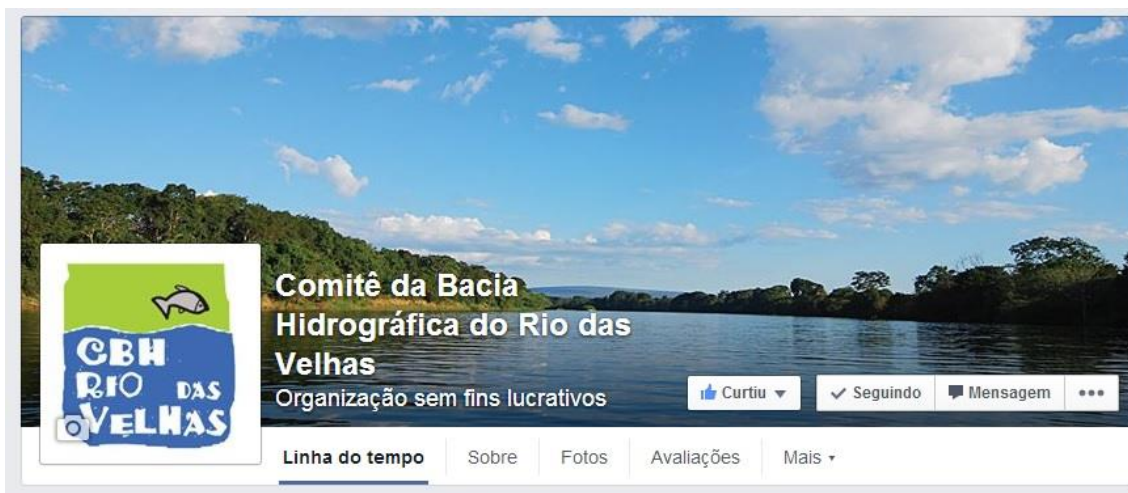 Comitê da Bacia
Hidrográfica do Rio das
Velhas
Organização sem fins lucrativos
CBH
RIO DAS
VELHAS
Curtiu
Seguindo
Mensagem
Linha do tempo
Sobre
Fotos
Avaliações
Mais